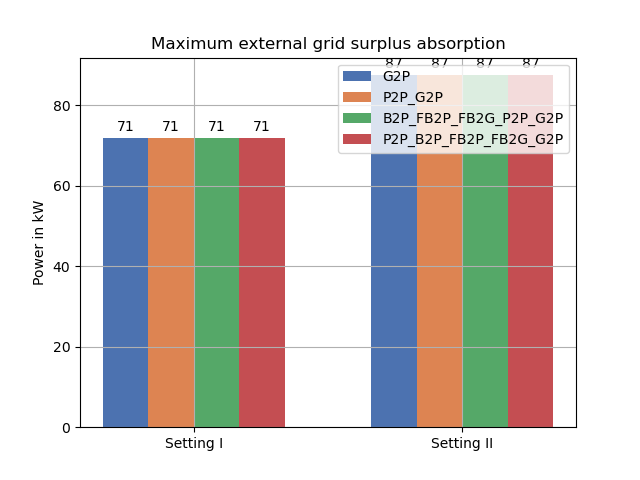 Maximum external grid surplus absorption
87 87 87 87
G2P
P2P_G2P
B2P_FB2P_FB2G_P2P_G2P
P2P_B2P_FB2P_FB2G_G2P
71 71 71 71
80
60
40
20
0
Power in kW
Setting I Setting II